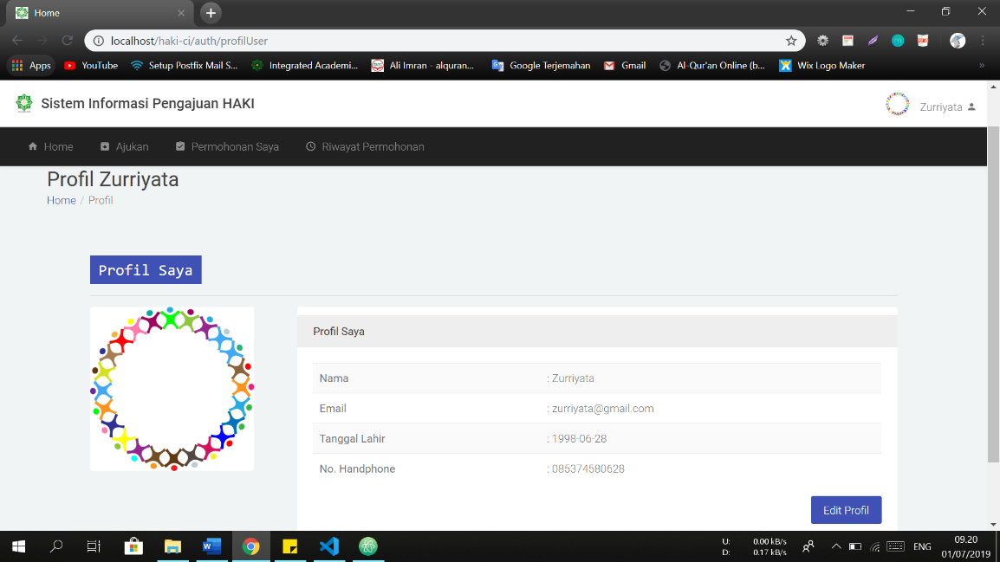 Home
localhost/haki-ci/auth/profilUser
Apps YouTube Setup Postfix Mail S... Integrated Academi... Ali Imran - alquran... Google Terjemahan Gmail Al-Qur'an Online (b... Wix Logo Maker »
Sistem Informasi Pengajuan HAKI Zurriyata
Home Ajukan Permohonan Saya Riwayat Permohonan
Profil Zurriyata
Home / Profil
Profil Saya
Profil Saya
Nama : Zurriyata
Email : zurriyata@gmail.com
Tanggal Lahir : 1998-06-28
No. Handphone : 085374580628
Edit Profil
U: 0.00 kB/s
D: 0.17 kB/s
ENG
09.20
01/07/2019